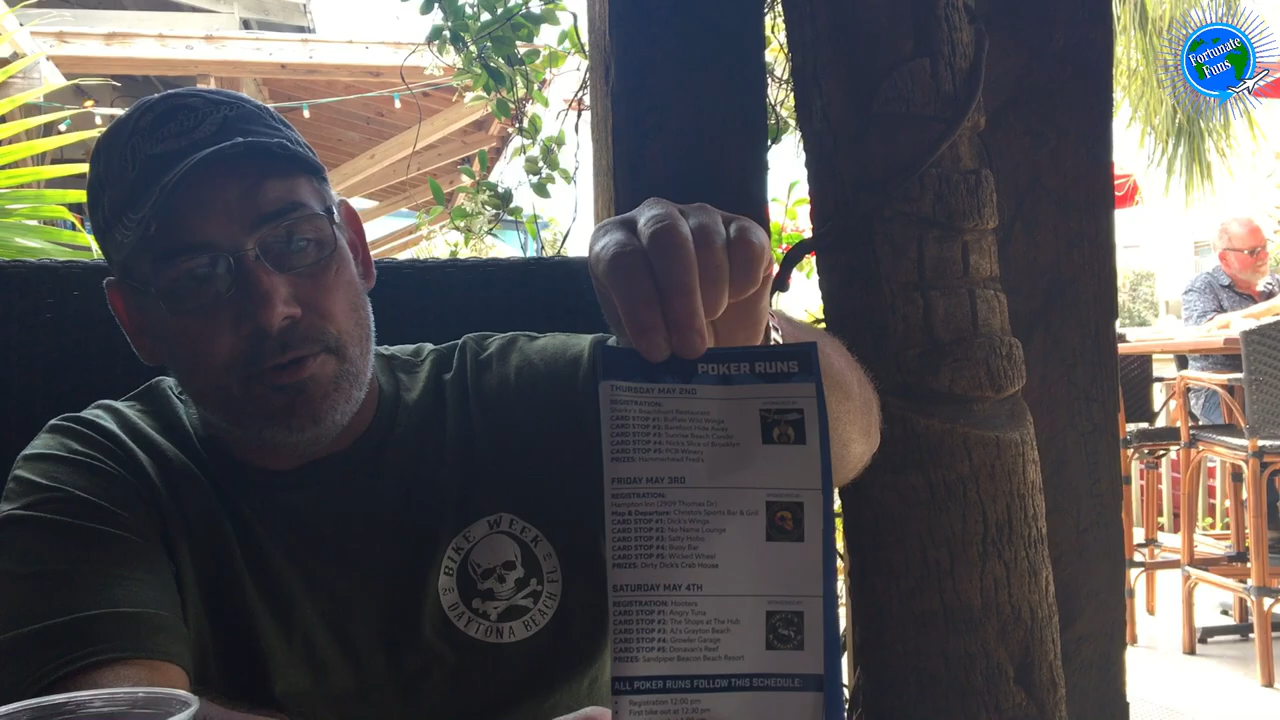 Fortunate
Funs
POKER RUNS
THURSDAY MAY 2ND
REGISTRATION:
Sharky's Beachfront Restaurant
CARD STOP #1: Buffalo Wild Wings
CARD STOP #2: Barefoot Hide Away
CARD STOP #3: Sunrise Beach Condo
CARD STOP #4: Nick's Slice of Brooklyn
CARD STOP #5: PCB Winery
PRIZES: Hammerhead Fred's
FRIDAY MAY 3RD
REGISTRATION:
Hampton Inn (2909 Thomas Dr)
Map & Departure: Christo's Sports Bar & Grill
CARD STOP #1: Dick's Wings
CARD STOP #2: No Name Lounge
CARD STOP #3: Salty Hobo
CARD STOP #4: Buoy Bar
CARD STOP #5: Wicked Wheel
PRIZES: Dirty Dick's Crab House
SATURDAY MAY 4TH
REGISTRATION: Hooters
CARD STOP #1: Angry Tuna
CARD STOP #2: The Shops at The Hub
CARD STOP #3: AJ's Grayton Beach
CARD STOP #4: Growler Garage
CARD STOP #5: Donavan's Reef
PRIZES: Sandpiper Beacon Beach Resort
ALL POKER RUNS FOLLOW THIS SCHEDULE:
• Registration 12:00 pm
• First bike out at 12:30 pm
BIKE WEEK
20 19
DAYTONA BEACH FL